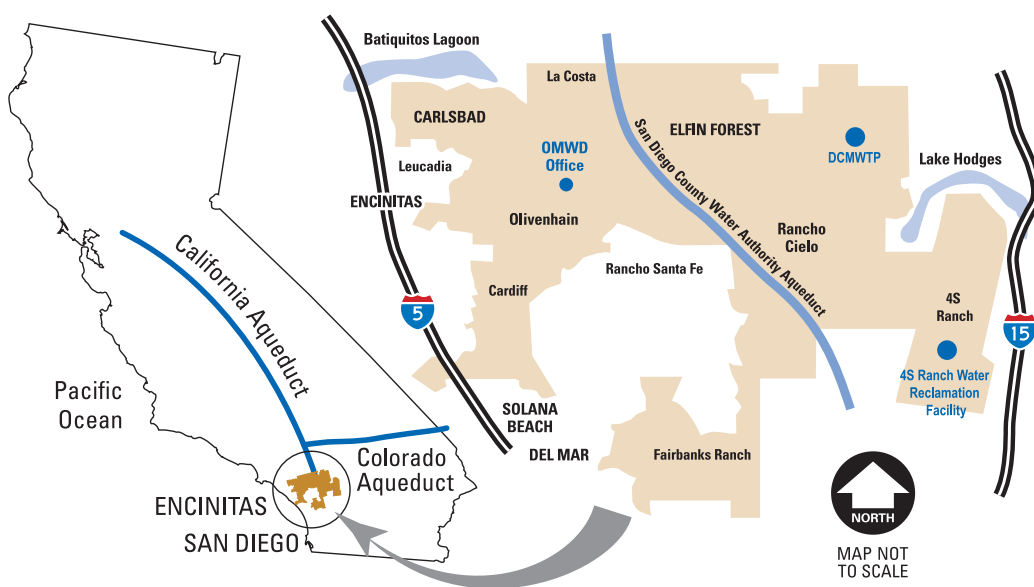 Batiquitos Lagoon
La Costa
CARLSBAD
ELFIN FOREST
OMWD
Office
DCMWTP
Leucadia
Lake Hodges
ENCINITAS
Olivenhain
San Diego County Water Authority Aqueduct
Rancho
Cielo
Rancho Santa Fe
Cardiff
5
4S
Ranch
15
4S Ranch Water
Reclamation
Facility
SOLANA
BEACH
DEL MAR
Fairbanks Ranch
California Aqueduct
Pacific
Ocean
Colorado
Aqueduct
ENCINITAS
SAN DIEGO
NORTH
MAP NOT
TO SCALE